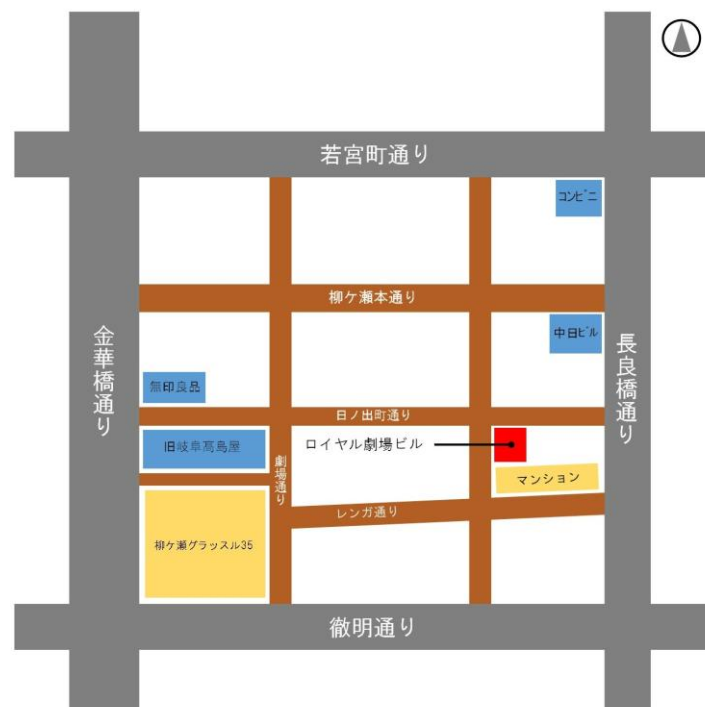 若宮町通り
コンビニ
柳ケ瀬本通り
中日ビル
金華橋通り
長良橋通り
無印良品
日ノ出町通り
旧岐阜高島屋
劇場通り
ロイヤル劇場ビル
マンション
レンガ通り
柳ケ瀬グラッスル35
徹明通り